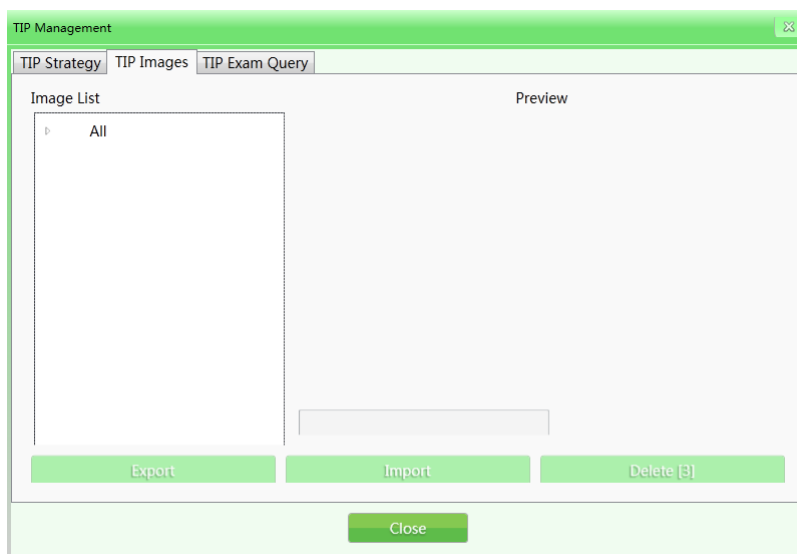 TIP Management
TIP Strategy TIP Images TIP Exam Query
Image List Preview
All
Export Import Delete [3]
Close